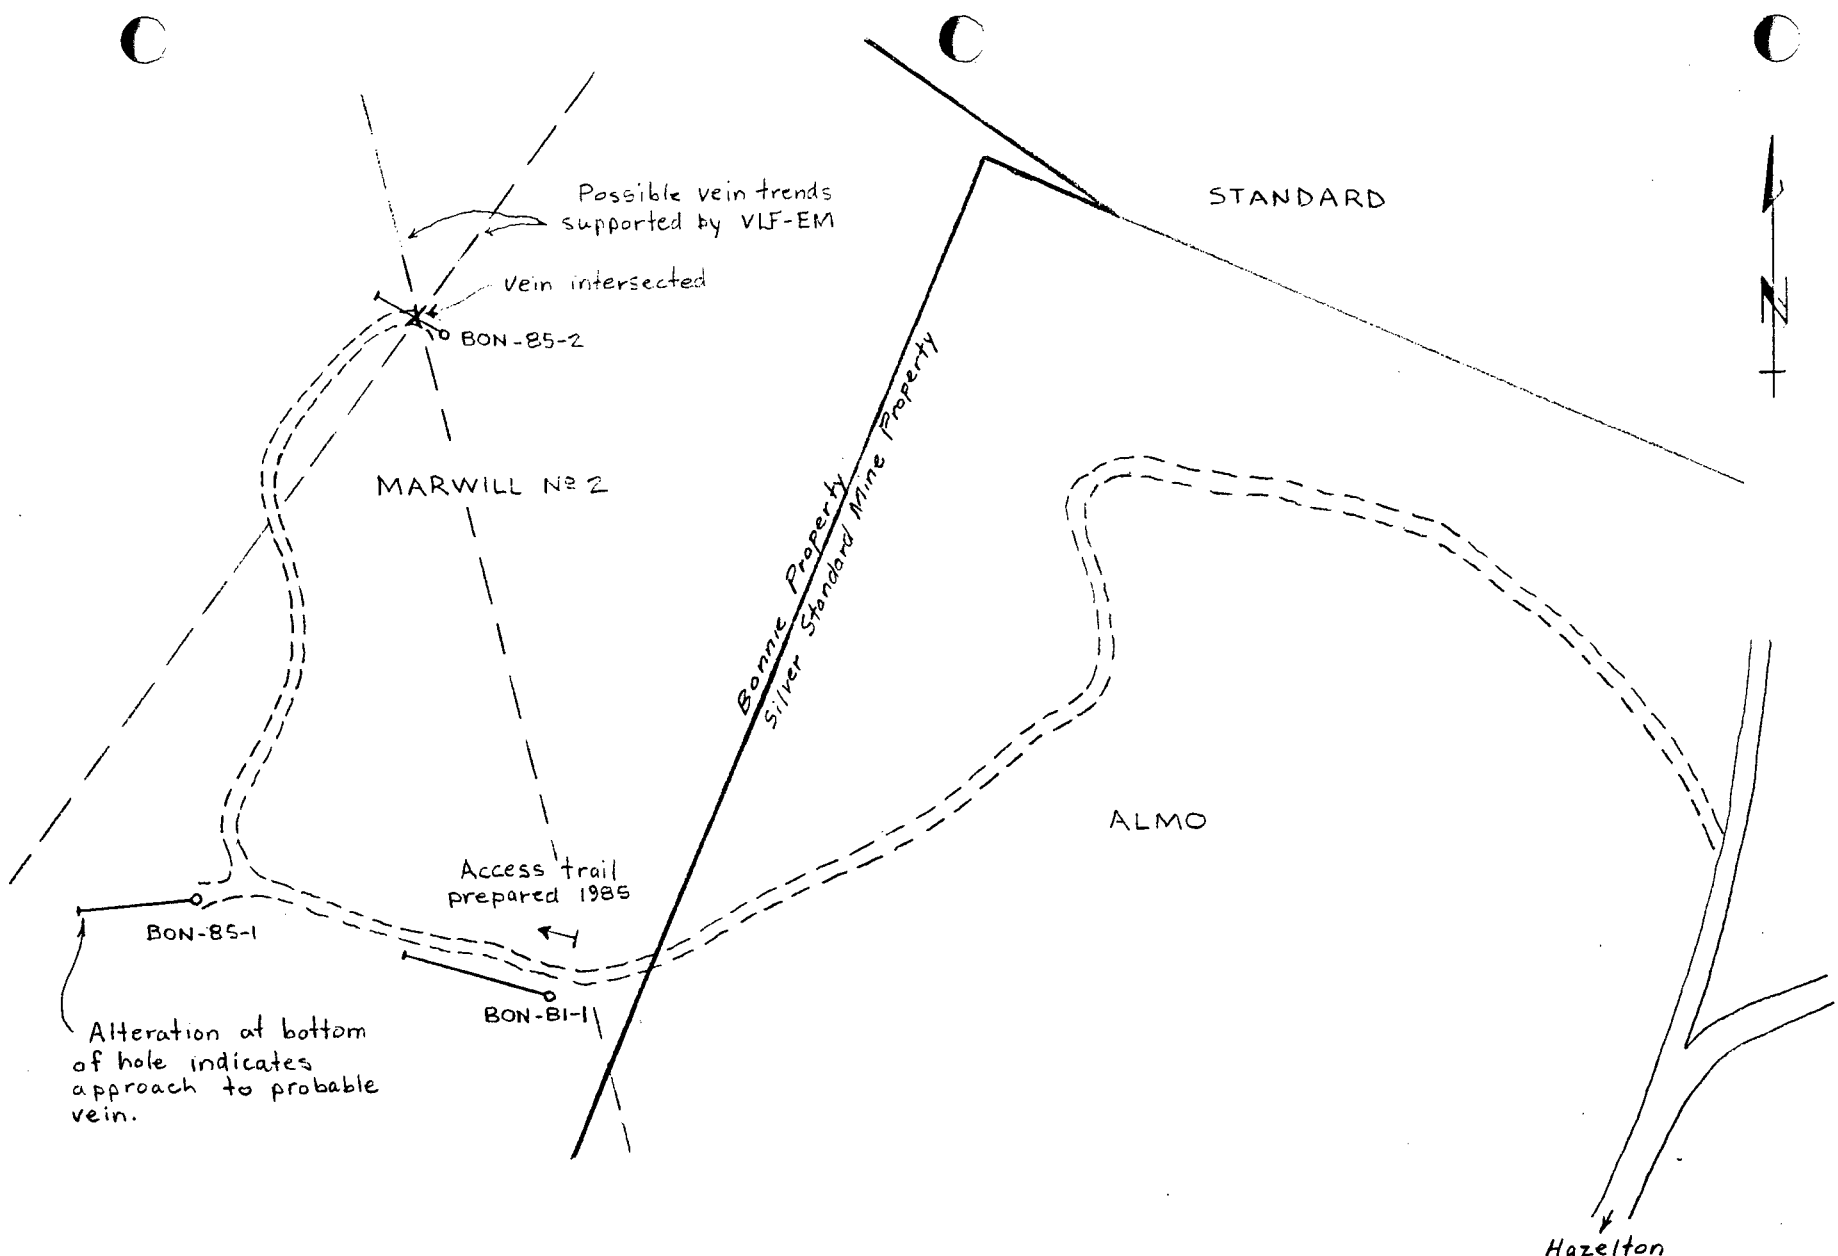 STANDARD
Possible vein trends
supported by VLF-EM
vein intersected
BON-85-2
N
MARWILL Nº 2
Bonnie Property
Silver Standard Mine Property
ALMO
Access trail
prepared 1985
BON-85-1
BON-81-1
Alteration at bottom
of hole indicates
approach to probable
vein.
Hazelton